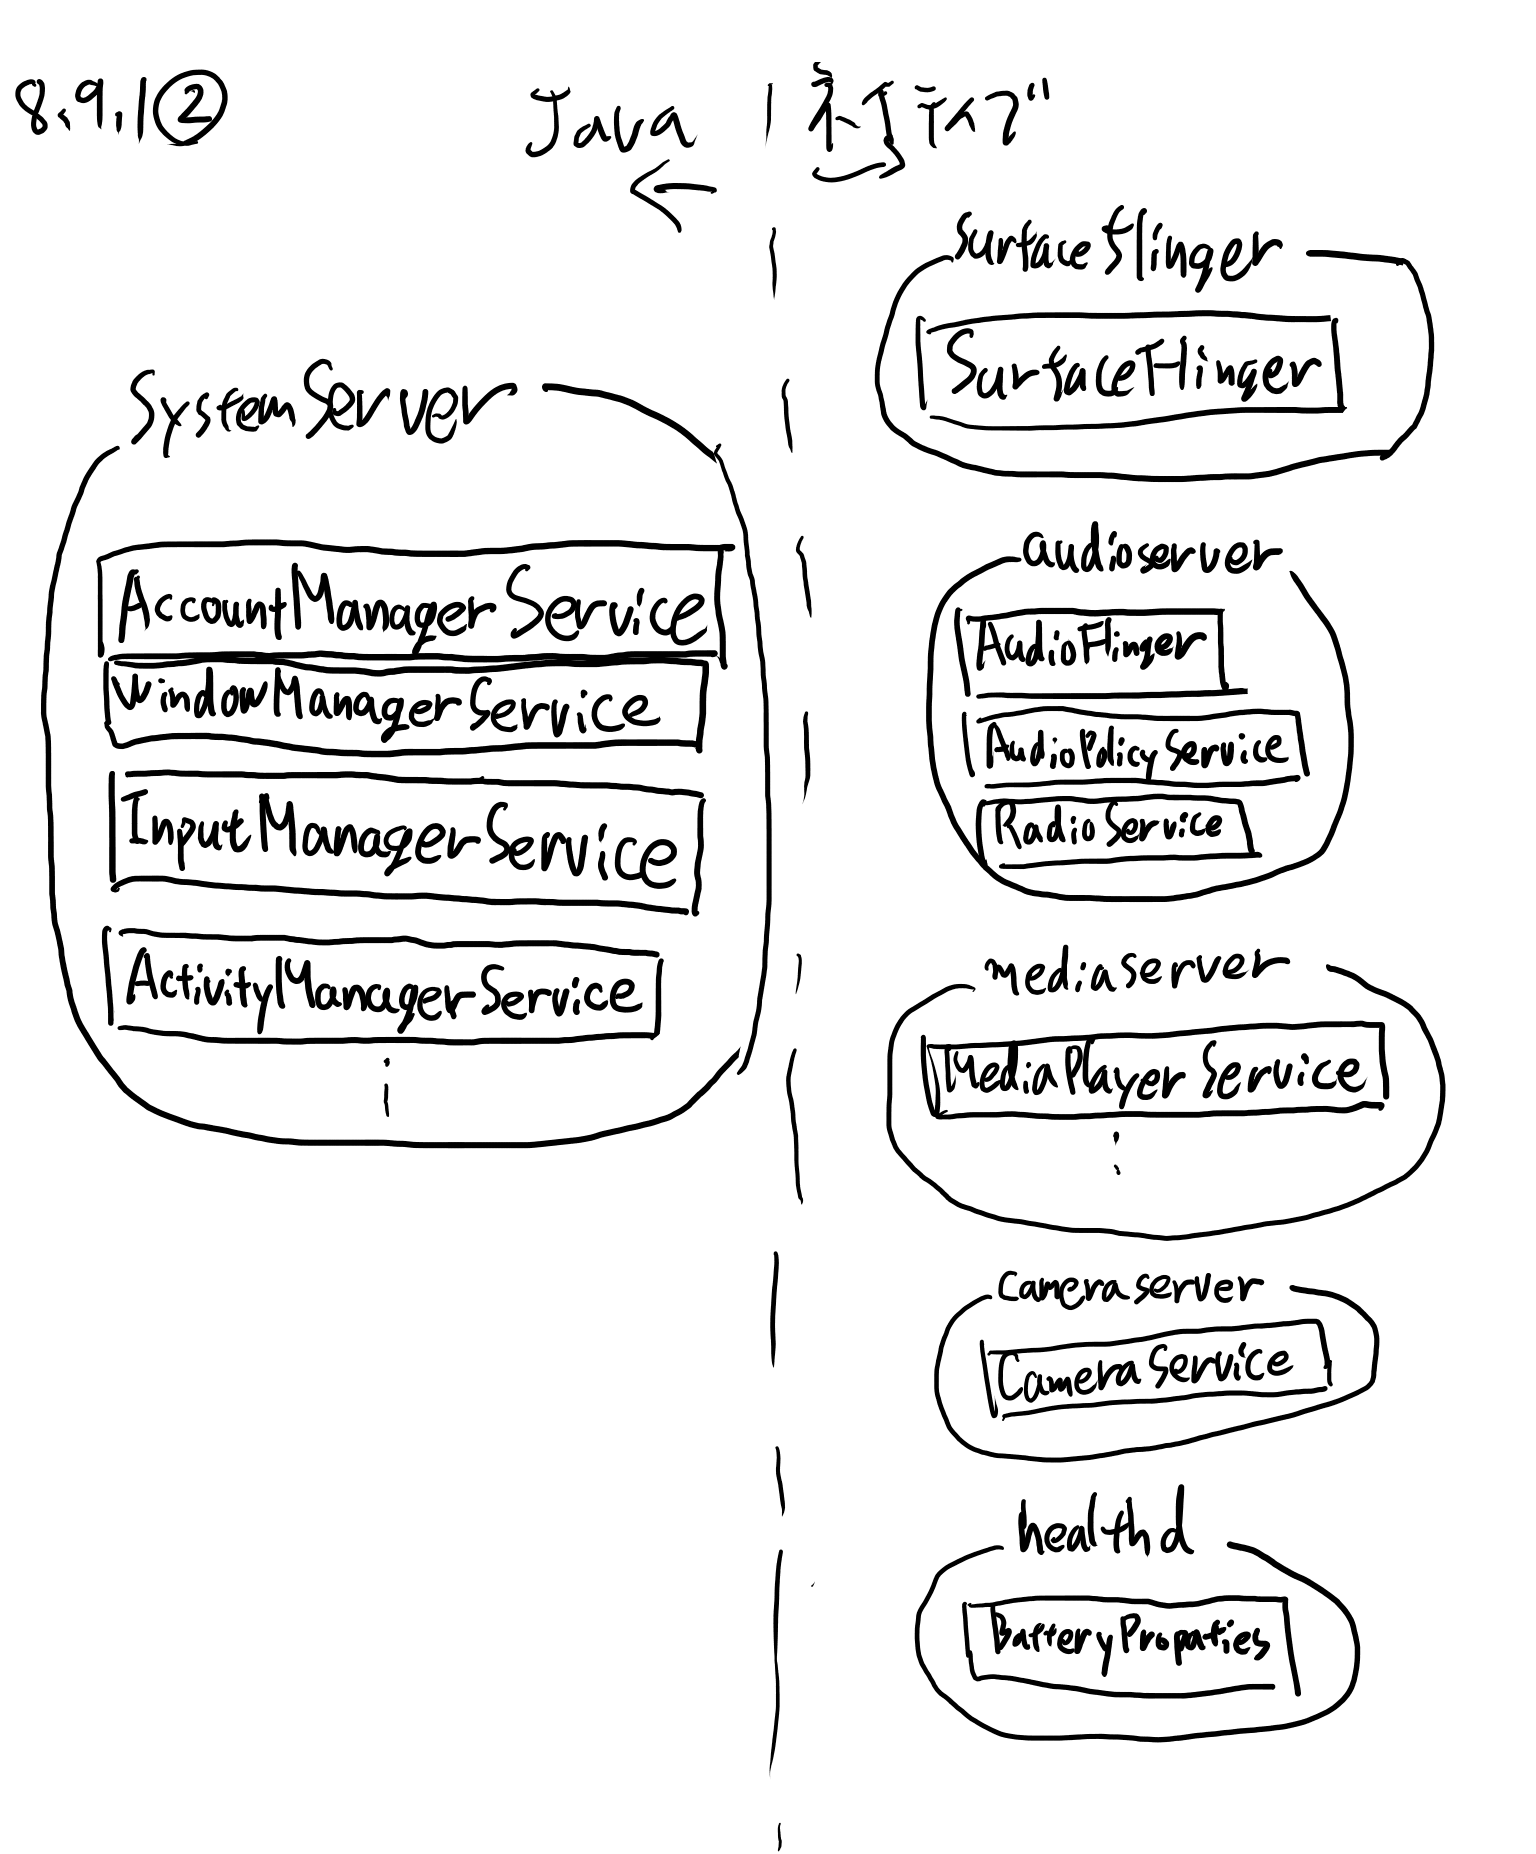 8.9.1②
Java
ネイティブ
SystemServer
AccountManagerService
WindowManagerService
InputManagerService
ActivityManagerService
surfaceflinger
SurfaceFlinger
audioserver
AudioFlinger
AudioPolicyService
RadioService
mediaserver
MediaPlayerService
cameraserver
CameraService
healthd
BatteryPropaties